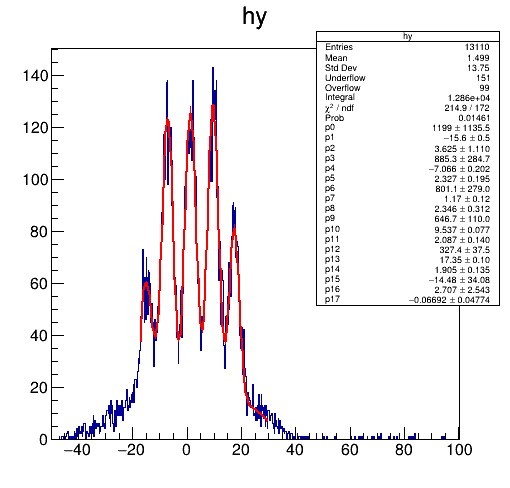 hy
hy
Entries 13110
Mean 1.499
Std Dev 13.75
Underflow 151
Overflow 99
Integral 1.286e+04
χ² / ndf 214.9 / 172
Prob 0.01461
p0 1199 ± 1135.5
p1 −15.6 ± 0.5
p2 3.625 ± 1.110
p3 885.3 ± 284.7
p4 −7.066 ± 0.202
p5 2.327 ± 0.195
p6 801.1 ± 279.0
p7 1.17 ± 0.12
p8 2.346 ± 0.312
p9 646.7 ± 110.0
p10 9.537 ± 0.077
p11 2.087 ± 0.140
p12 327.4 ± 37.5
p13 17.35 ± 0.10
p14 1.905 ± 0.135
p15 −14.48 ± 34.08
p16 2.707 ± 2.543
p17 −0.06692 ± 0.04774
140
120
100
80
60
40
20
0
−40 −20 0 20 40 60 80 100